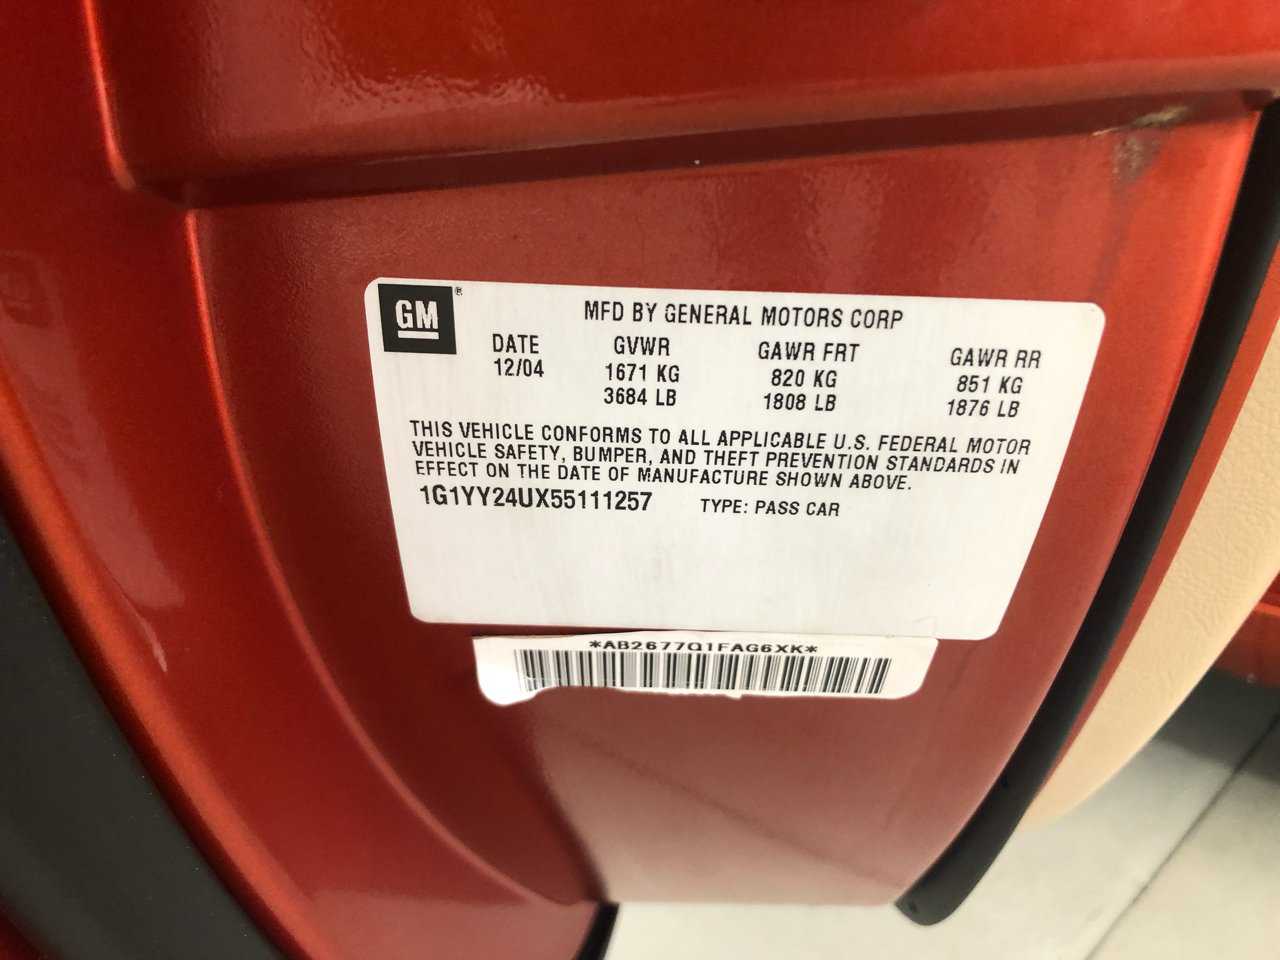 GM®
MFD BY GENERAL MOTORS CORP
DATE GVWR GAWR FRT GAWR RR
12/04 1671 KG 820 KG 851 KG
3684 LB 1808 LB 1876 LB
THIS VEHICLE CONFORMS TO ALL APPLICABLE U.S. FEDERAL MOTOR
VEHICLE SAFETY, BUMPER, AND THEFT PREVENTION STANDARDS IN
EFFECT ON THE DATE OF MANUFACTURE SHOWN ABOVE.
1G1YY24UX55111257 TYPE: PASS CAR
*AB2677Q1FAG6XK*